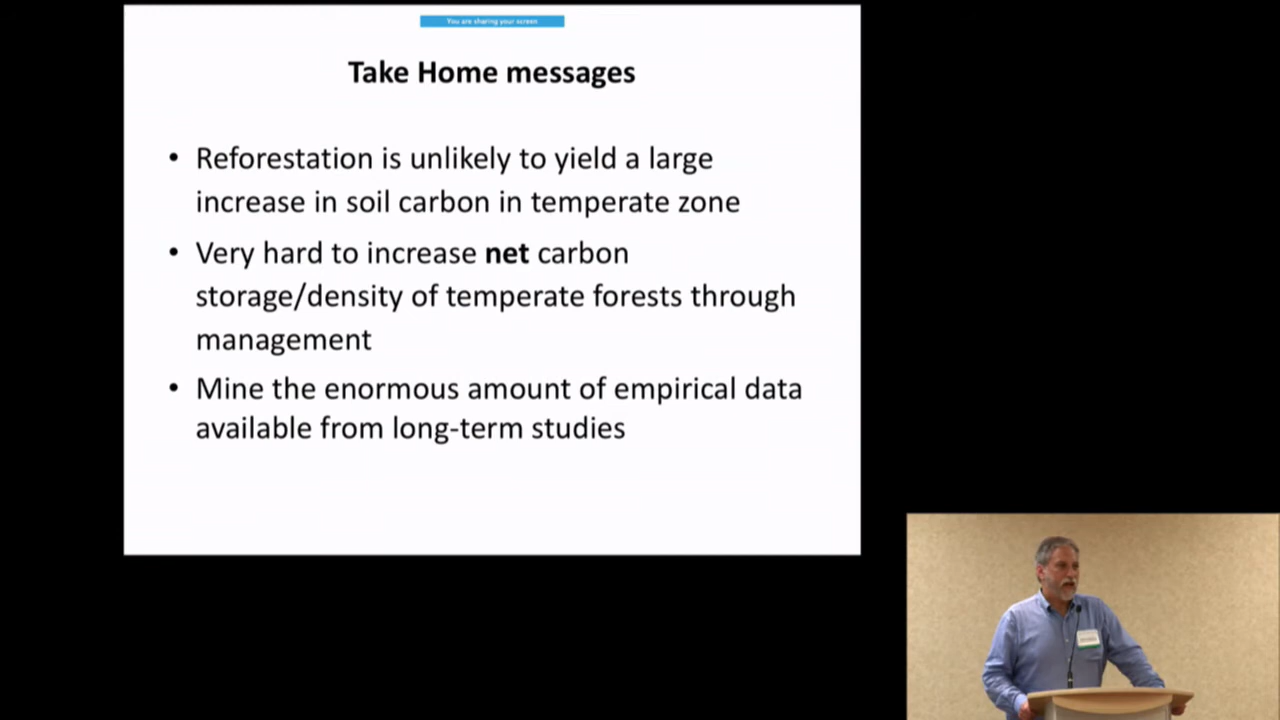 You are sharing your screen
Take Home messages
• Reforestation is unlikely to yield a large
increase in soil carbon in temperate zone
• Very hard to increase net carbon
storage/density of temperate forests through
management
• Mine the enormous amount of empirical data
available from long-term studies